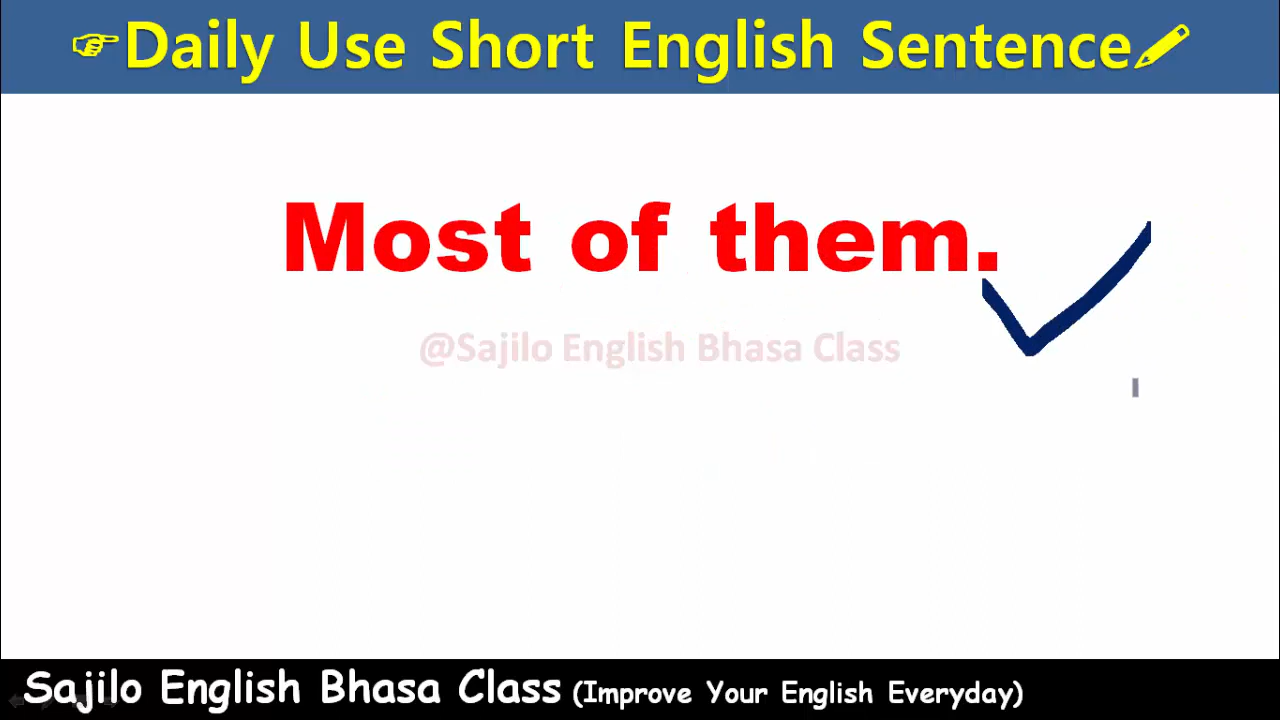 ☞Daily Use Short English Sentence✎
Most of them.
@Sajilo English Bhasa Class
Sajilo English Bhasa Class (Improve Your English Everyday)